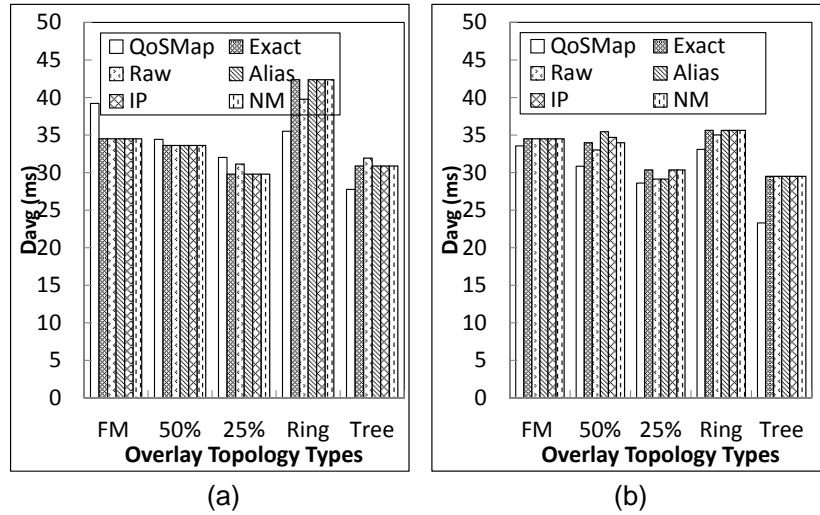 50
45
40
35
30
25
20
15
10
5
0
Davg (ms)
QoSMap Exact
Raw Alias
IP NM
FM 50% 25% Ring Tree
Overlay Topology Types
(a)
50
45
40
35
30
25
20
15
10
5
0
Davg (ms)
QoSMap Exact
Raw Alias
IP NM
FM 50% 25% Ring Tree
Overlay Topology Types
(b)